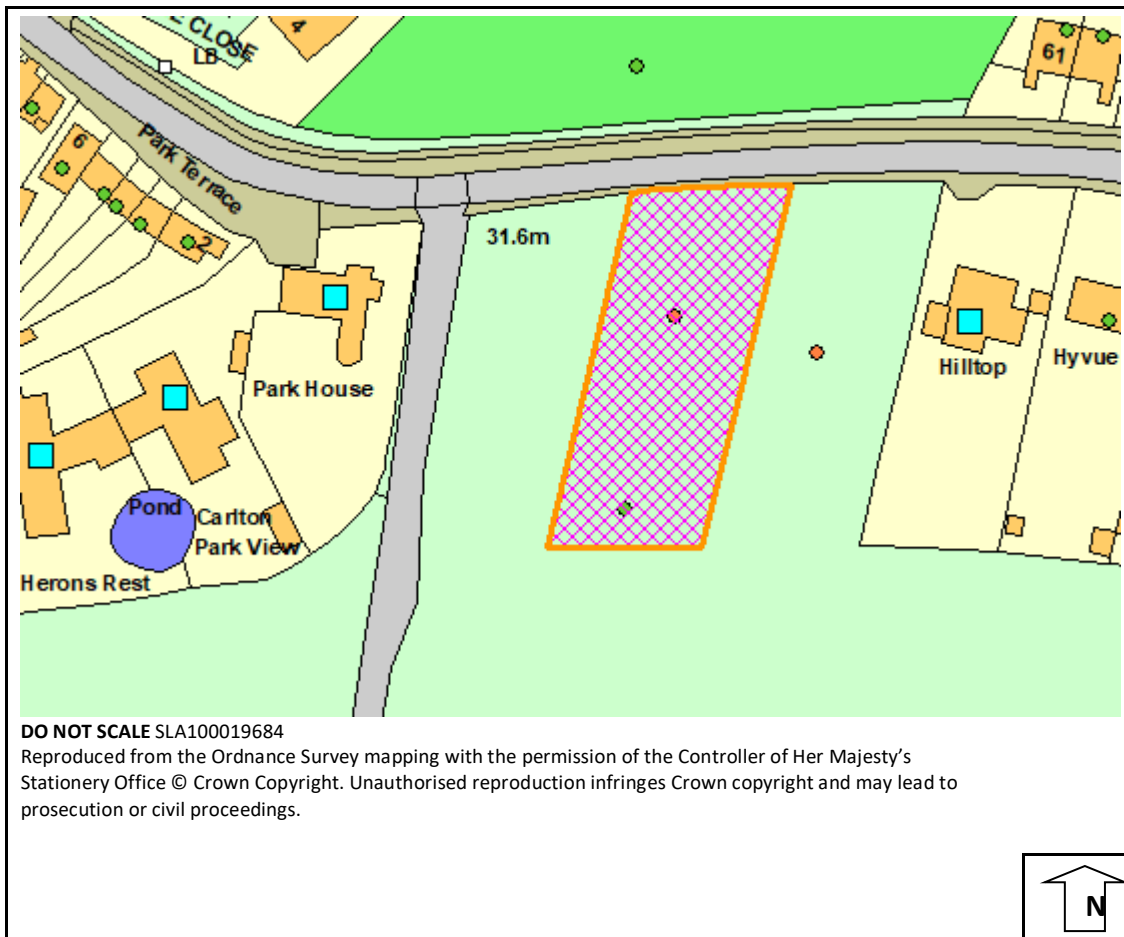 E CLOSE
4
LB
61
6
Park Terrace
2
31.6m
Park House
Hilltop
Hyvue
Pond
Carlton
Park View
Herons Rest
DO NOT SCALE SLA100019684
Reproduced from the Ordnance Survey mapping with the permission of the Controller of Her Majesty’s
Stationery Office © Crown Copyright. Unauthorised reproduction infringes Crown copyright and may lead to
prosecution or civil proceedings.
N